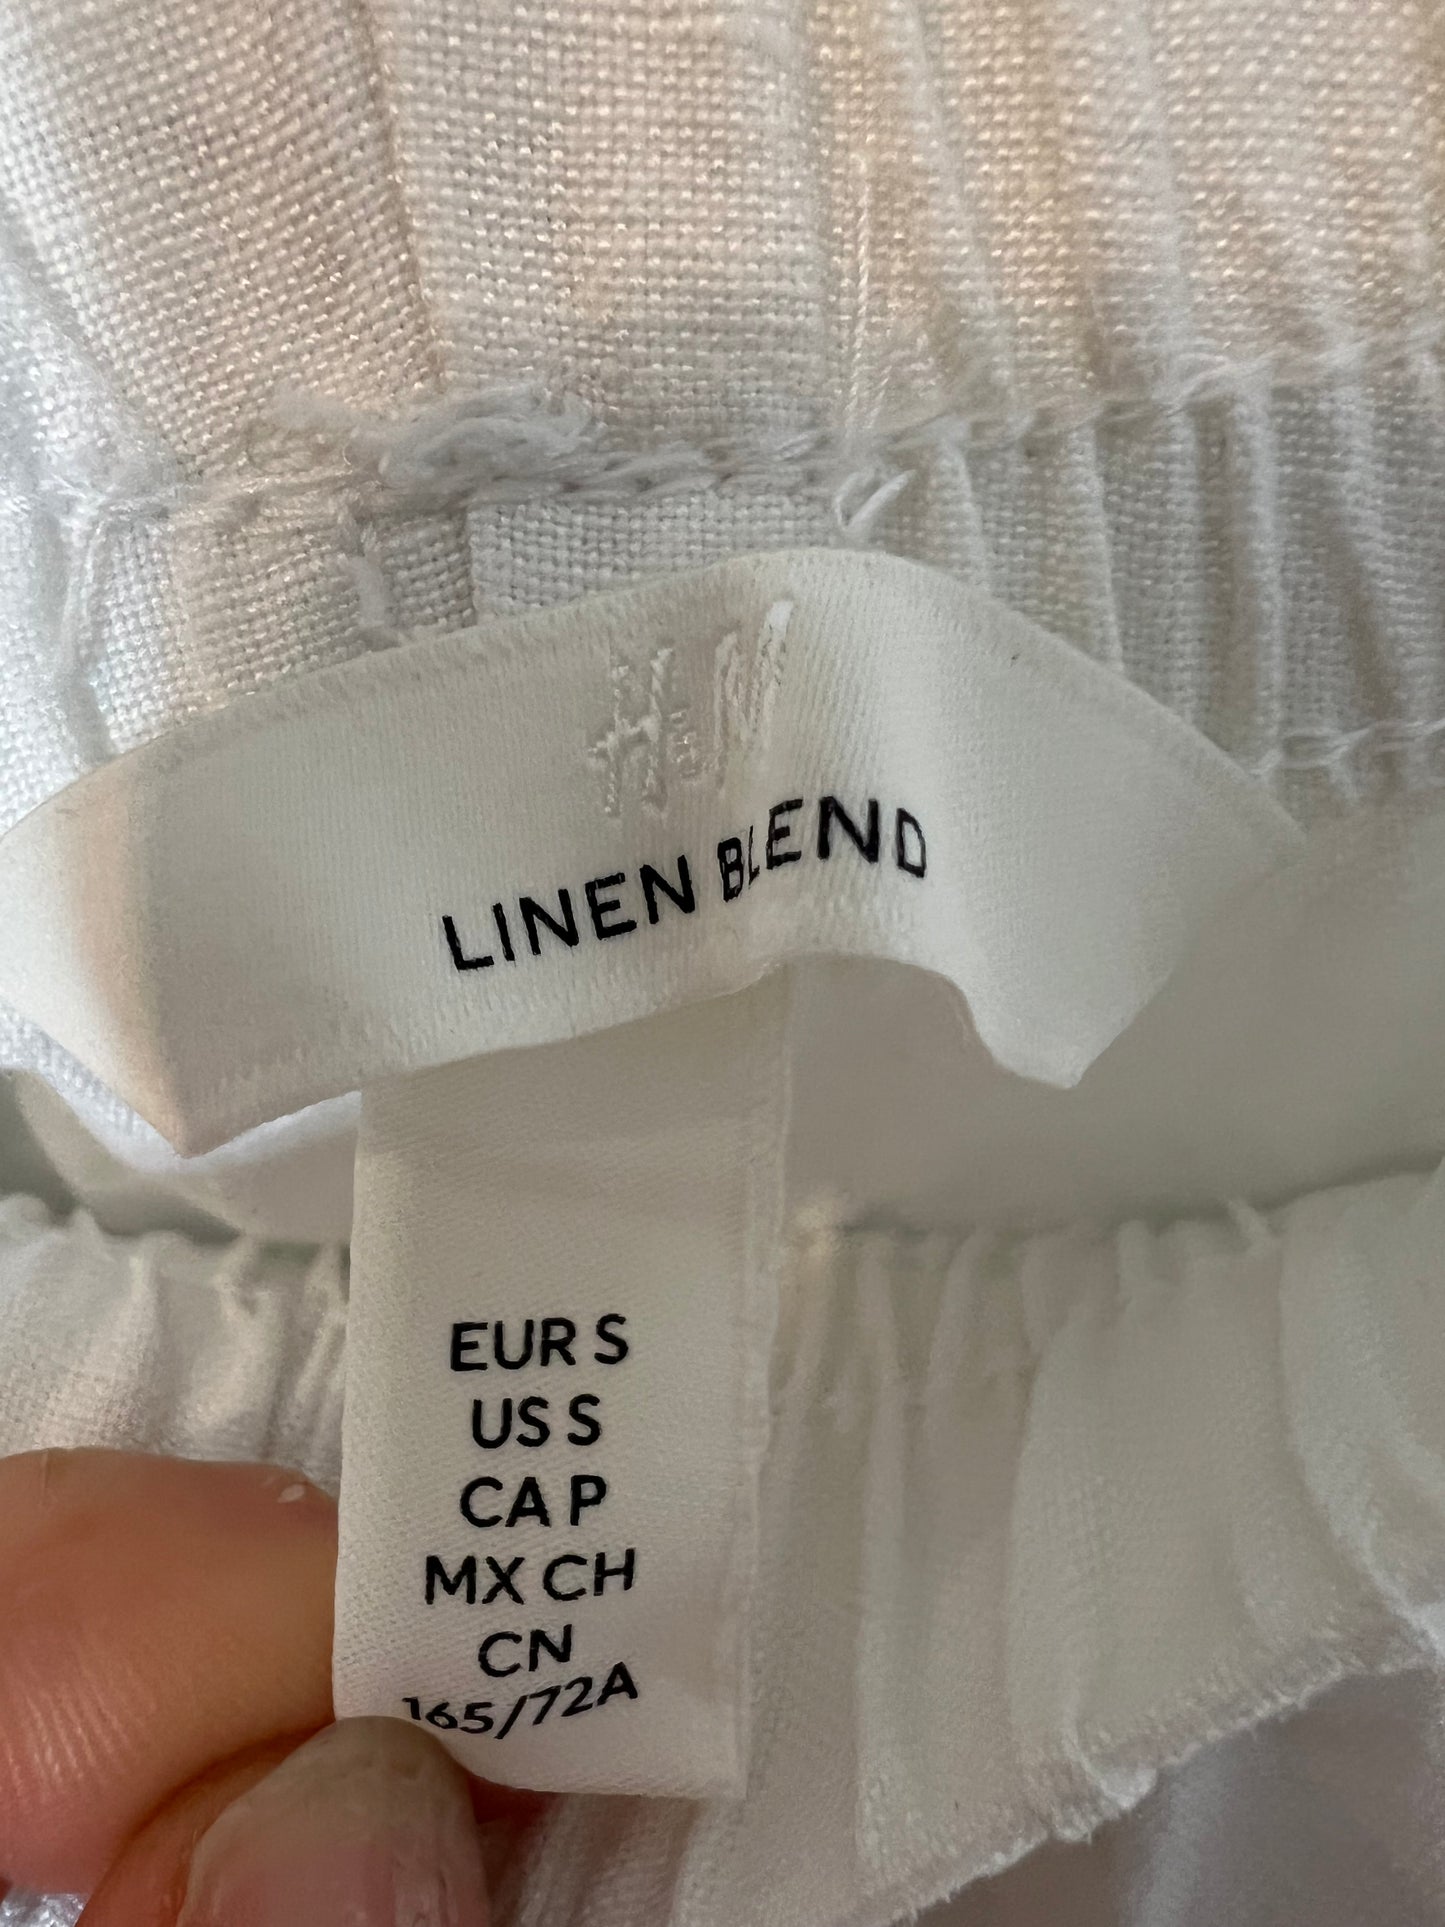 H&M
LINEN BLEND
EUR S
US S
CA P
MX CH
CN
165/72A